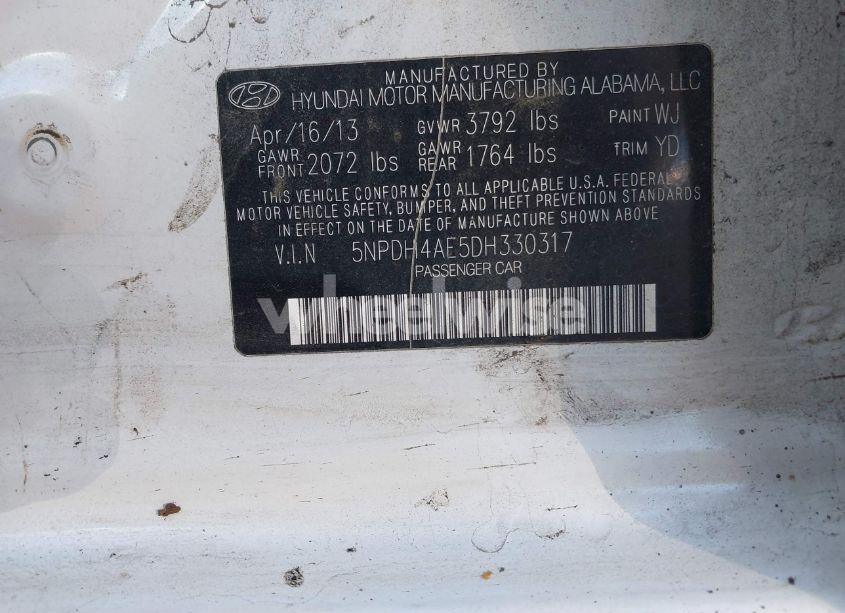 MANUFACTURED BY
HYUNDAI MOTOR MANUFACTURING ALABAMA, LLC
Apr/16/13 GVWR 3792 lbs PAINT WJ
GAWR FRONT 2072 lbs GAWR REAR 1764 lbs TRIM YD
THIS VEHICLE CONFORMS TO ALL APPLICABLE U.S.A. FEDERAL
MOTOR VEHICLE SAFETY, BUMPER, AND THEFT PREVENTION STANDARDS
IN EFFECT ON THE DATE OF MANUFACTURE SHOWN ABOVE
V.I.N 5NPDH4AE5DH330317
PASSENGER CAR
wheelwise